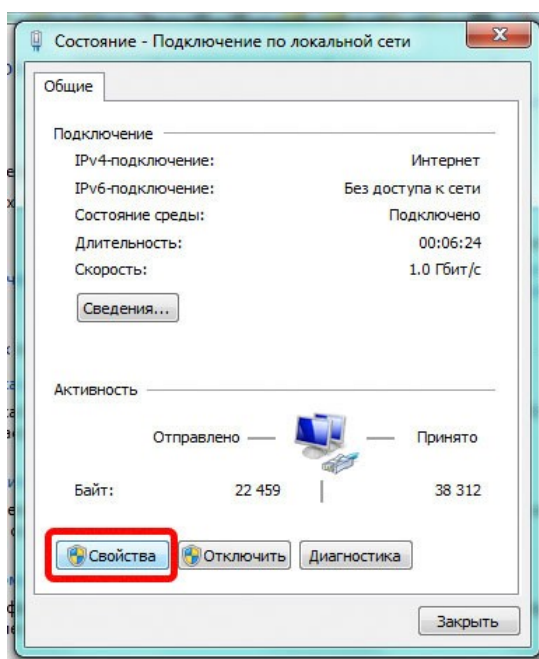 Состояние - Подключение по локальной сети
Общие
Подключение
IPv4-подключение: Интернет
IPv6-подключение: Без доступа к сети
Состояние среды: Подключено
Длительность: 00:06:24
Скорость: 1.0 Гбит/с
Сведения...
Активность
Отправлено — Принято
Байт: 22 459 38 312
Свойства Отключить Диагностика
Закрыть